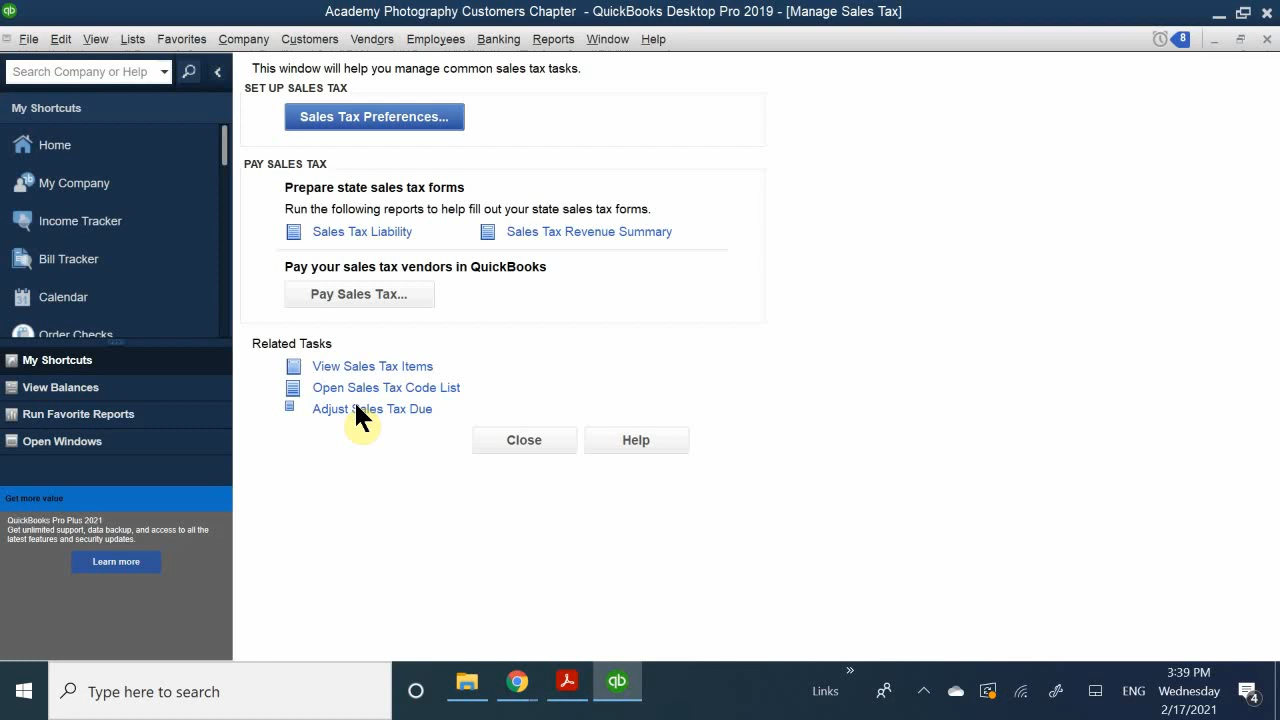 Academy Photography Customers Chapter - QuickBooks Desktop Pro 2019 - [Manage Sales Tax]
File Edit View Lists Favorites Company Customers Vendors Employees Banking Reports Window Help
8
Search Company or Help
My Shortcuts
Home
My Company
Income Tracker
Bill Tracker
Calendar
Order Checks
My Shortcuts
View Balances
Run Favorite Reports
Open Windows
Get more value
QuickBooks Pro Plus 2021
Get unlimited support, data backup, and access to all the
latest features and security updates.
Learn more
This window will help you manage common sales tax tasks.
SET UP SALES TAX
Sales Tax Preferences...
PAY SALES TAX
Prepare state sales tax forms
Run the following reports to help fill out your state sales tax forms.
Sales Tax Liability Sales Tax Revenue Summary
Pay your sales tax vendors in QuickBooks
Pay Sales Tax...
Related Tasks
View Sales Tax Items
Open Sales Tax Code List
Adjust Sales Tax Due
Close Help
Type here to search
qb
Links
ENG
3:39 PM
Wednesday
2/17/2021
4